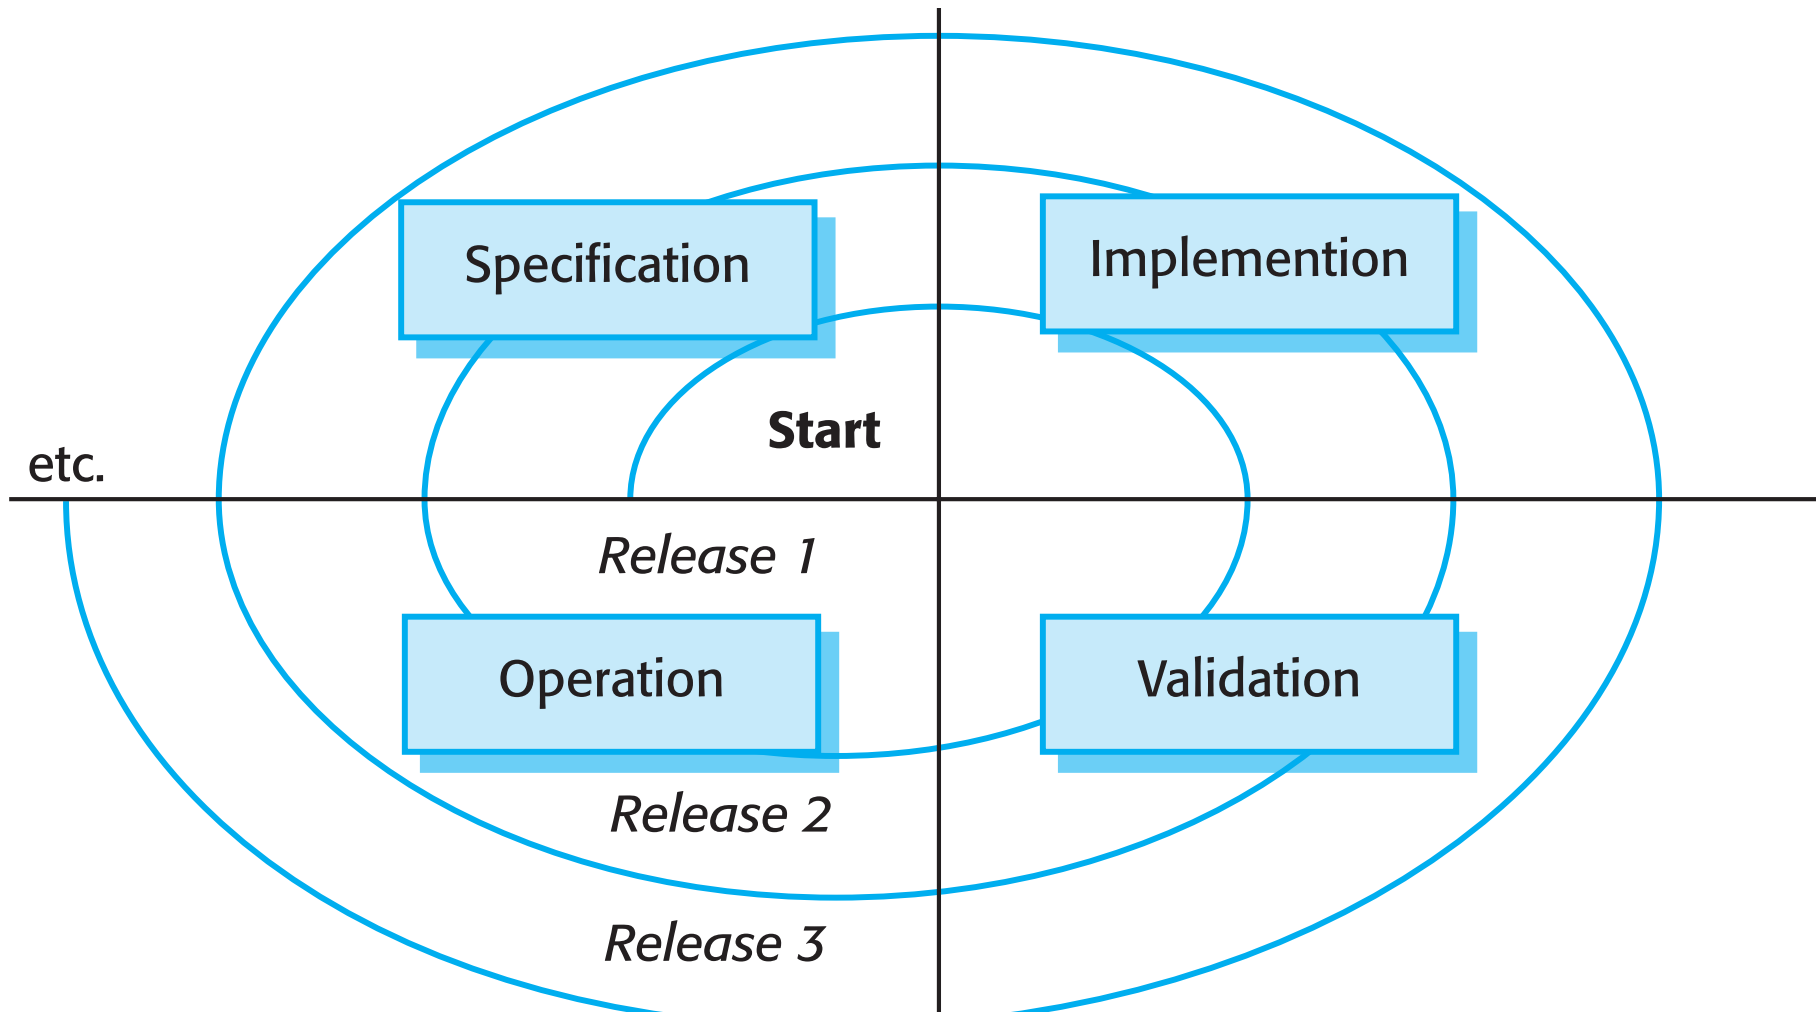 Specification
Implemention
Start
etc.
Release 1
Operation
Validation
Release 2
Release 3